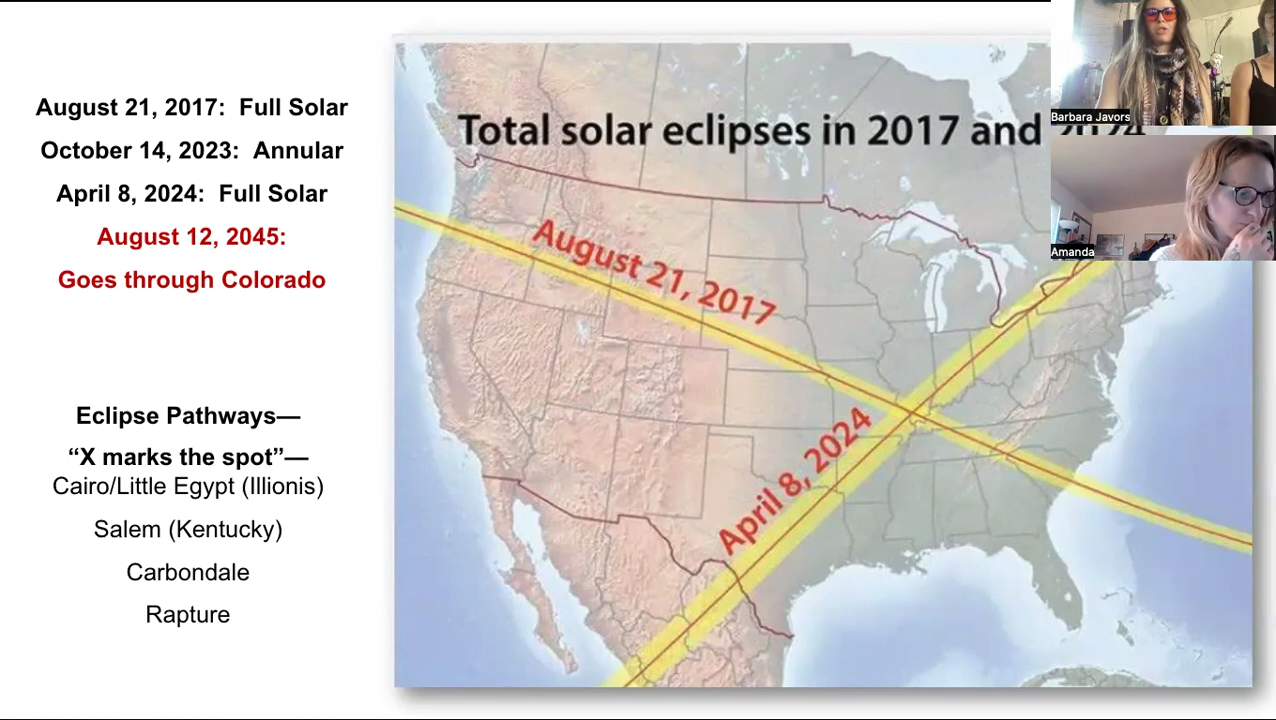 August 21, 2017:  Full Solar
October 14, 2023:  Annular
April 8, 2024:  Full Solar
August 12, 2045:
Goes through Colorado
Eclipse Pathways—
“X marks the spot”—
Cairo/Little Egypt (Illionis)
Salem (Kentucky)
Carbondale
Rapture
Total solar eclipses in 2017 and 2024
August 21, 2017
April 8, 2024
Barbara Javors
Amanda